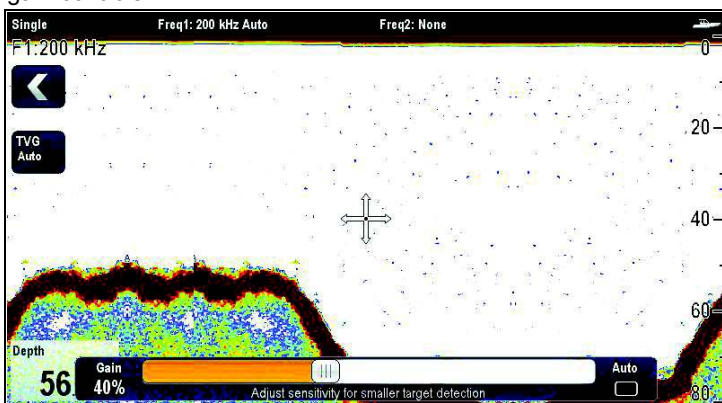 Single Freq1: 200 kHz Auto Freq2: None
F1:200 kHz
0
TVG
Auto
20
40
60
Depth
56
Gain
40%
Adjust sensitivity for smaller target detection
Auto
80